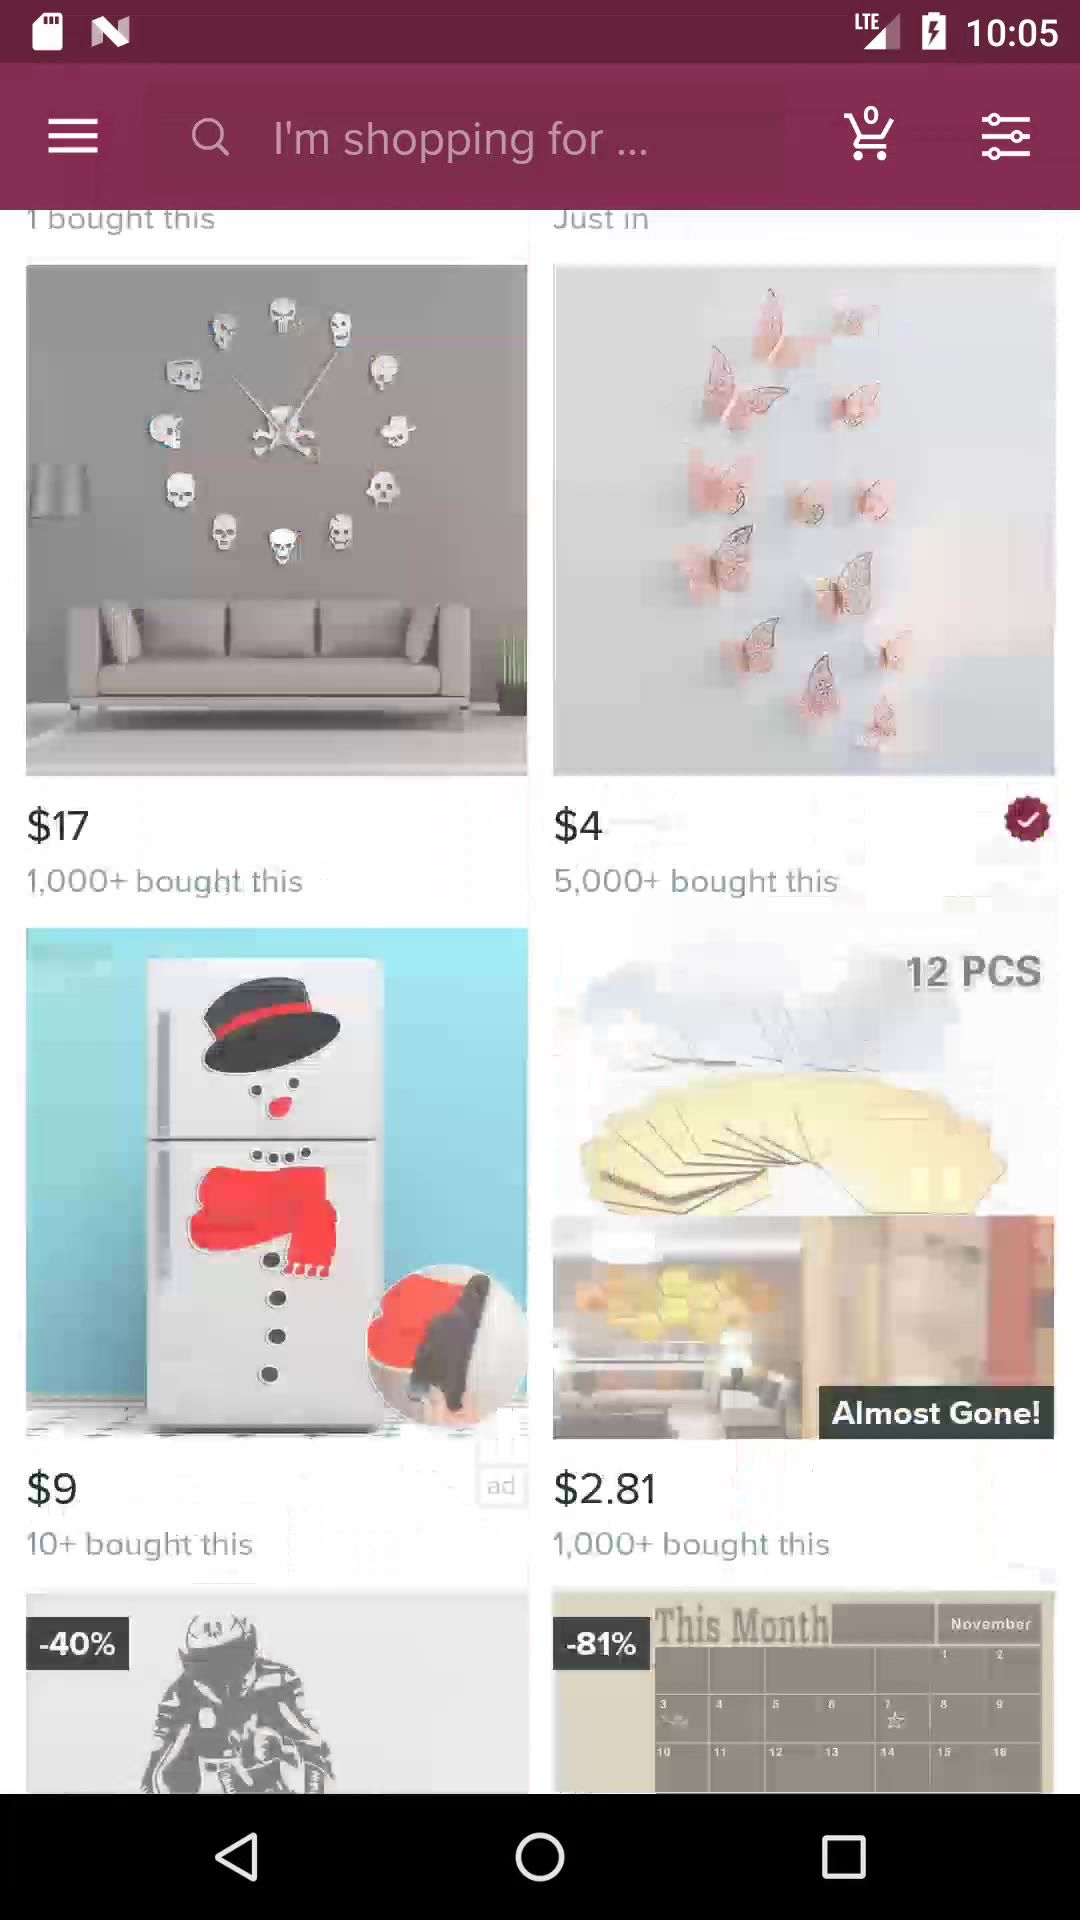 LTE 10:05
I'm shopping for ...
0
1 bought this
Just in
$17
1,000+ bought this
$4
5,000+ bought this
12 PCS
Almost Gone!
$9
ad
10+ bought this
$2.81
1,000+ bought this
-40%
-81%
This Month
November
1 2
3 4 5 6 7 8 9
10 11 12 13 14 15 16